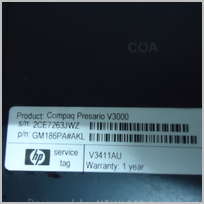 COA
Product: Compaq Presario V3000
s/n: 2CE7263JWZ
p/n: GM186PA#AKL
hp
service
tag
V3411AU
Warranty: 1 year